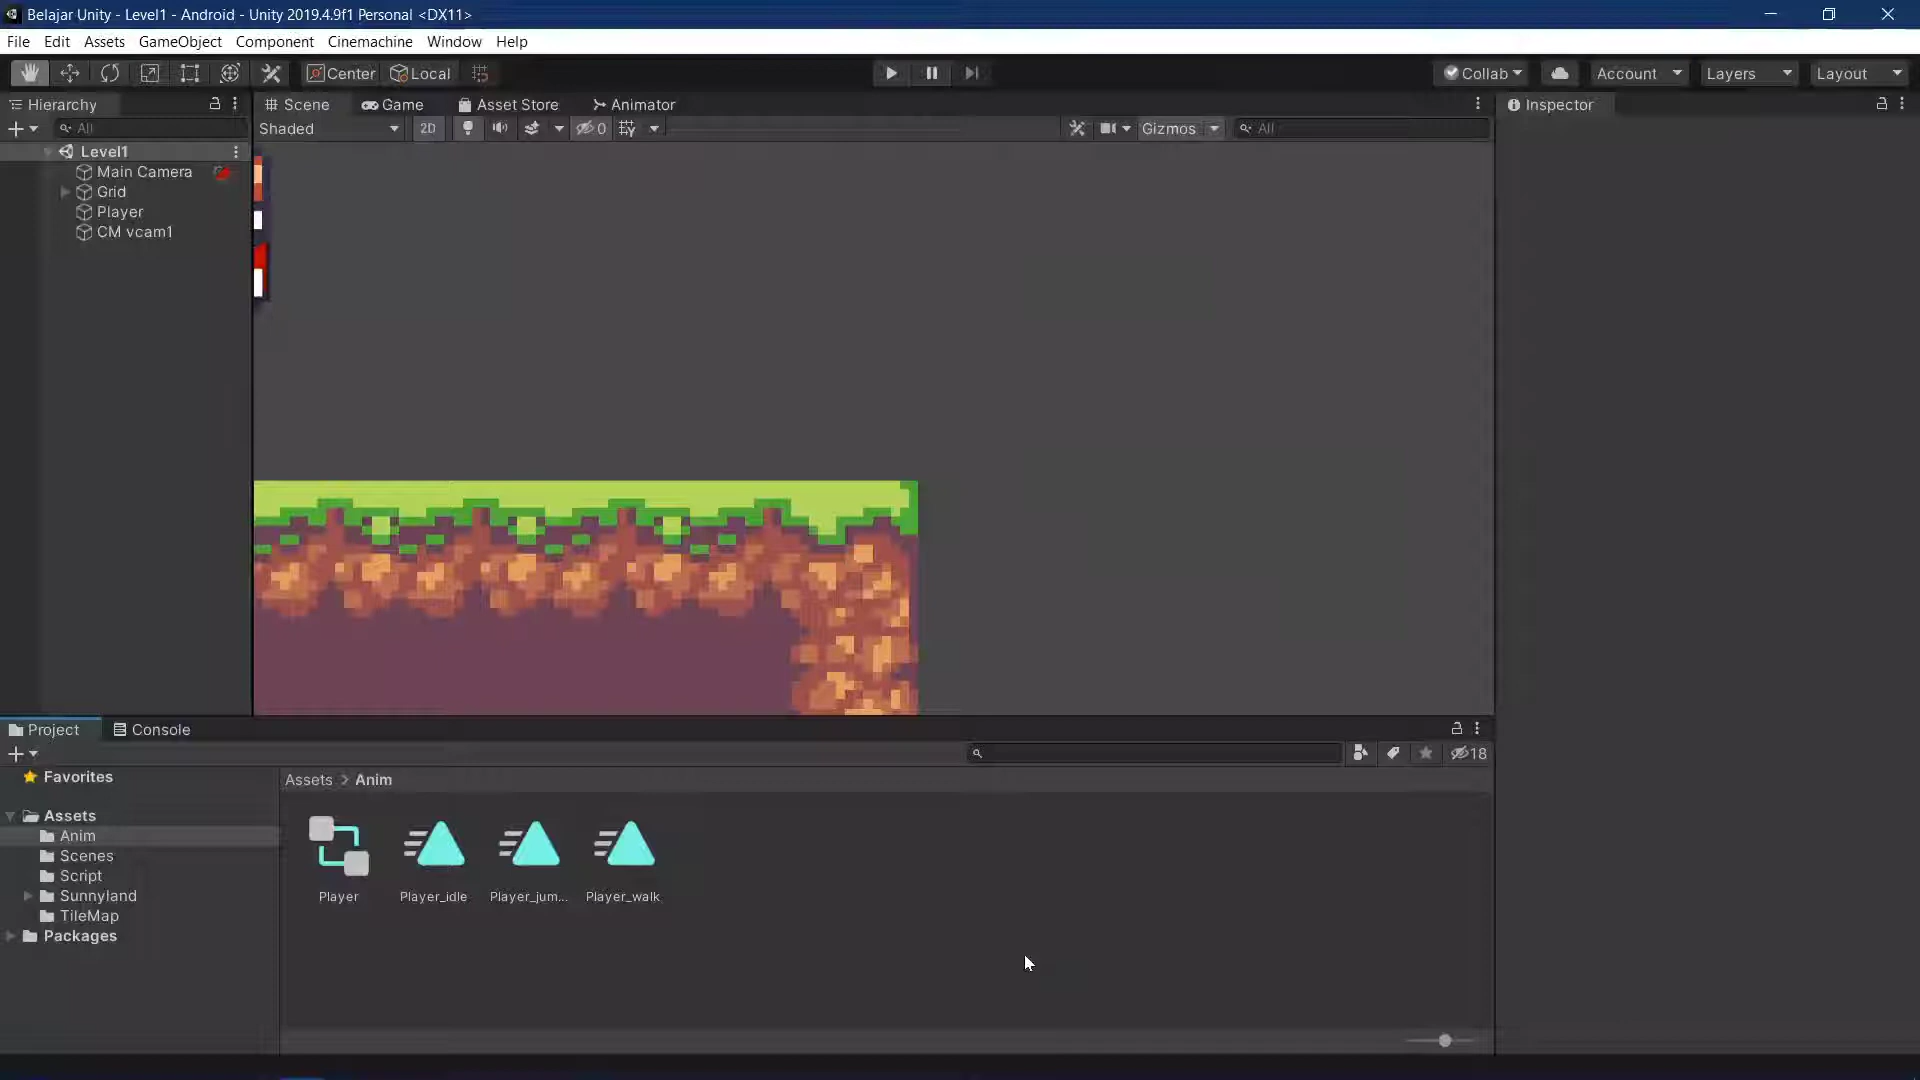 Belajar Unity - Level1 - Android - Unity 2019.4.9f1 Personal <DX11>
File Edit Assets GameObject Component Cinemachine Window Help
Center Local Collab Account Layers Layout
Hierarchy Scene Game Asset Store Animator Inspector
All Shaded 2D 0 Gizmos All
Level1
Main Camera
Grid
Player
CM vcam1
Project Console
18
Favorites
Assets > Anim
Assets
Anim
Scenes
Script
Sunnyland
TileMap
Packages
Player Player_idle Player_jum... Player_walk